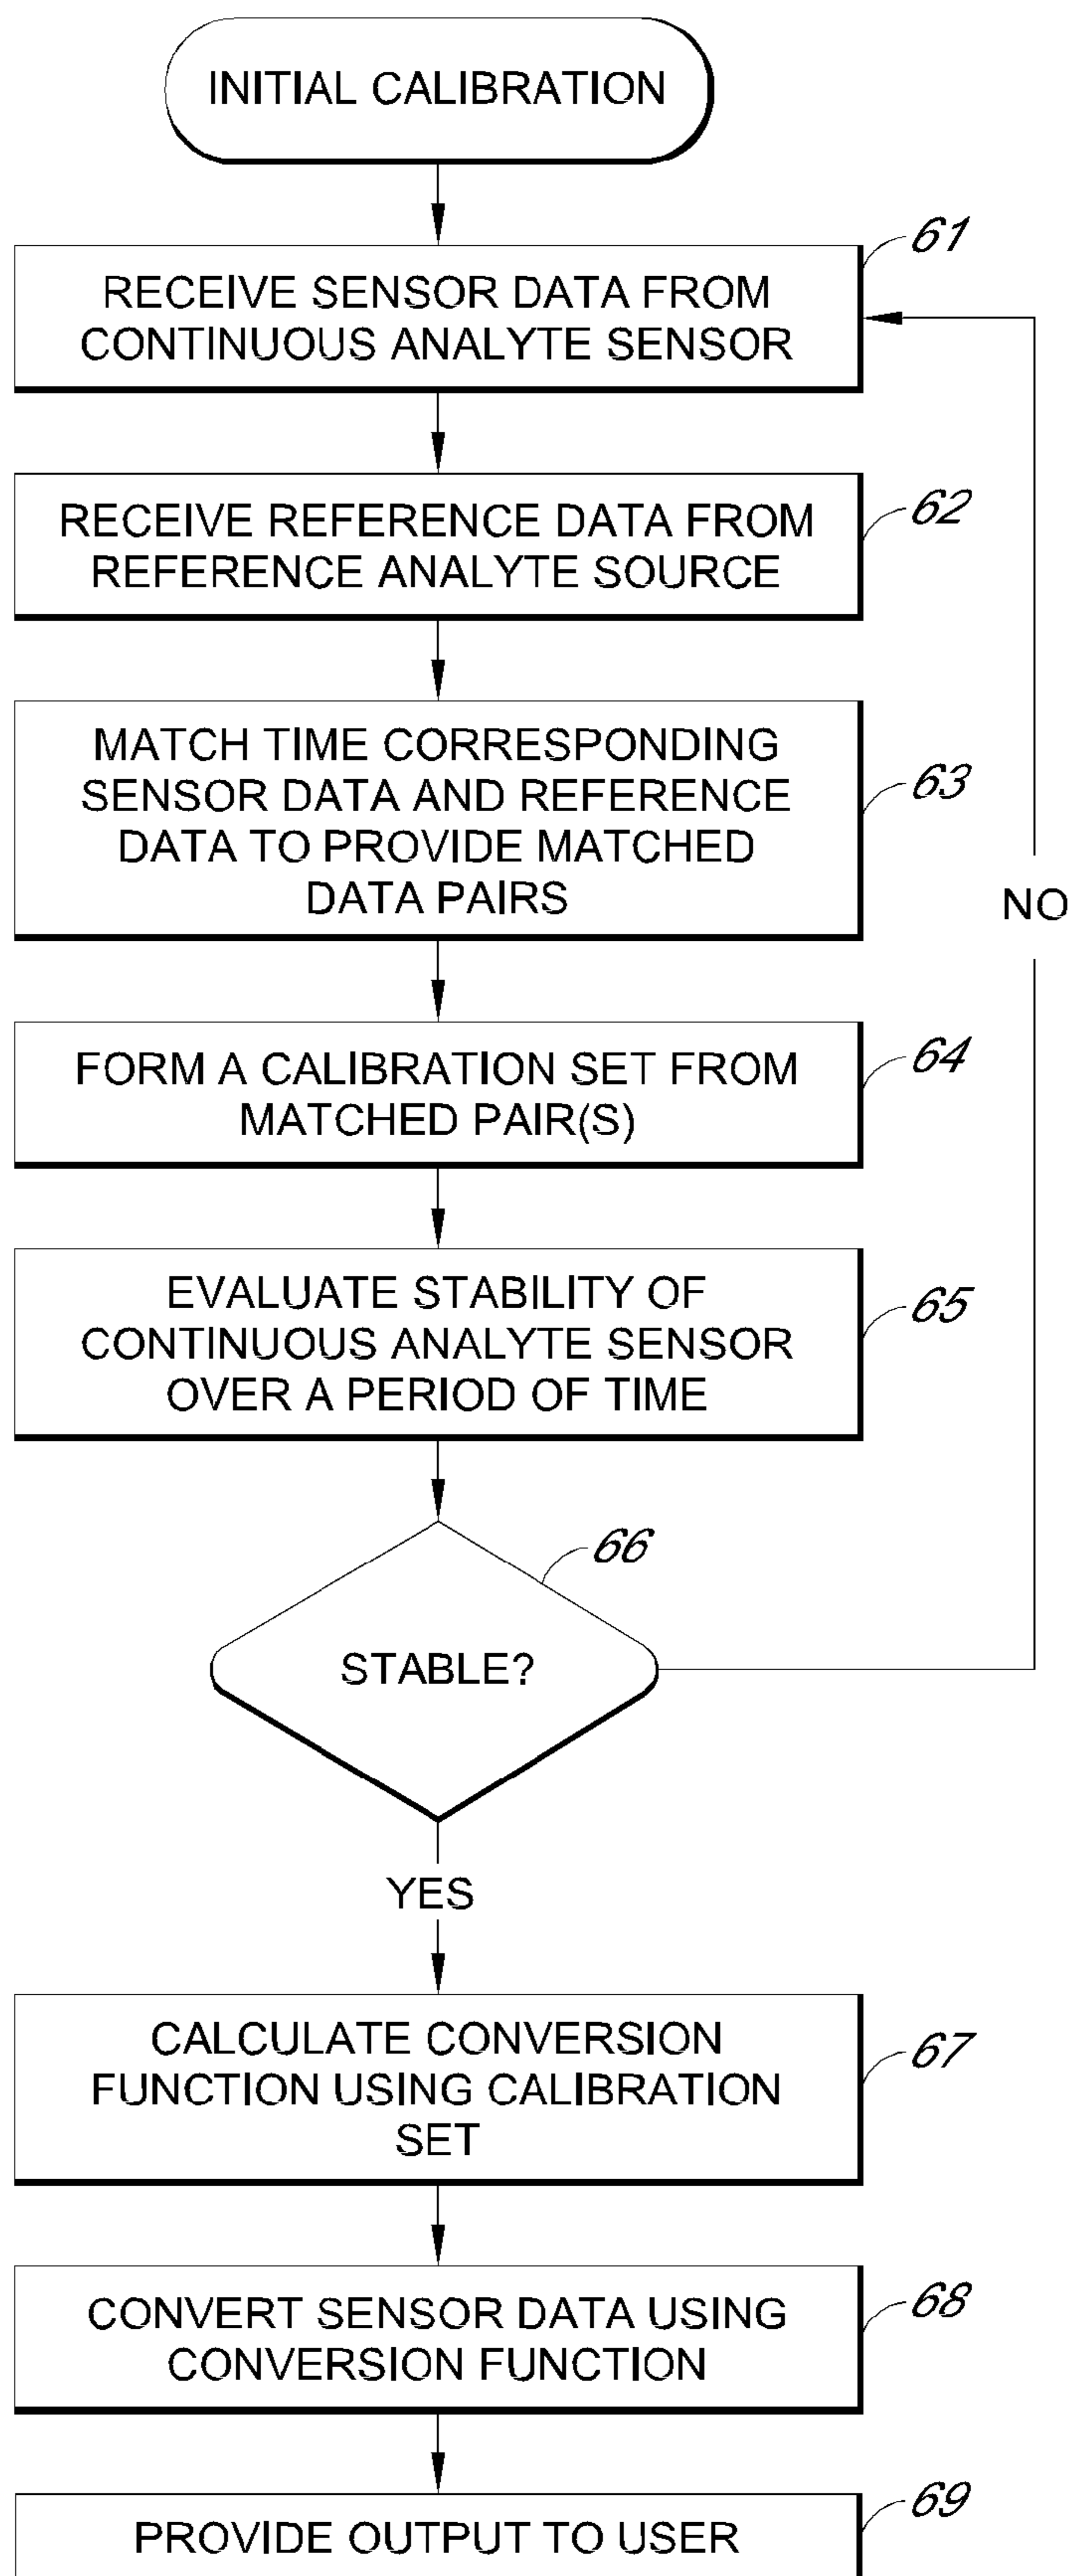 INITIAL CALIBRATION
61
RECEIVE SENSOR DATA FROM
CONTINUOUS ANALYTE SENSOR
62
RECEIVE REFERENCE DATA FROM
REFERENCE ANALYTE SOURCE
63
MATCH TIME CORRESPONDING
SENSOR DATA AND REFERENCE
DATA TO PROVIDE MATCHED
DATA PAIRS
NO
64
FORM A CALIBRATION SET FROM
MATCHED PAIR(S)
65
EVALUATE STABILITY OF
CONTINUOUS ANALYTE SENSOR
OVER A PERIOD OF TIME
66
STABLE?
YES
67
CALCULATE CONVERSION
FUNCTION USING CALIBRATION
SET
68
CONVERT SENSOR DATA USING
CONVERSION FUNCTION
69
PROVIDE OUTPUT TO USER